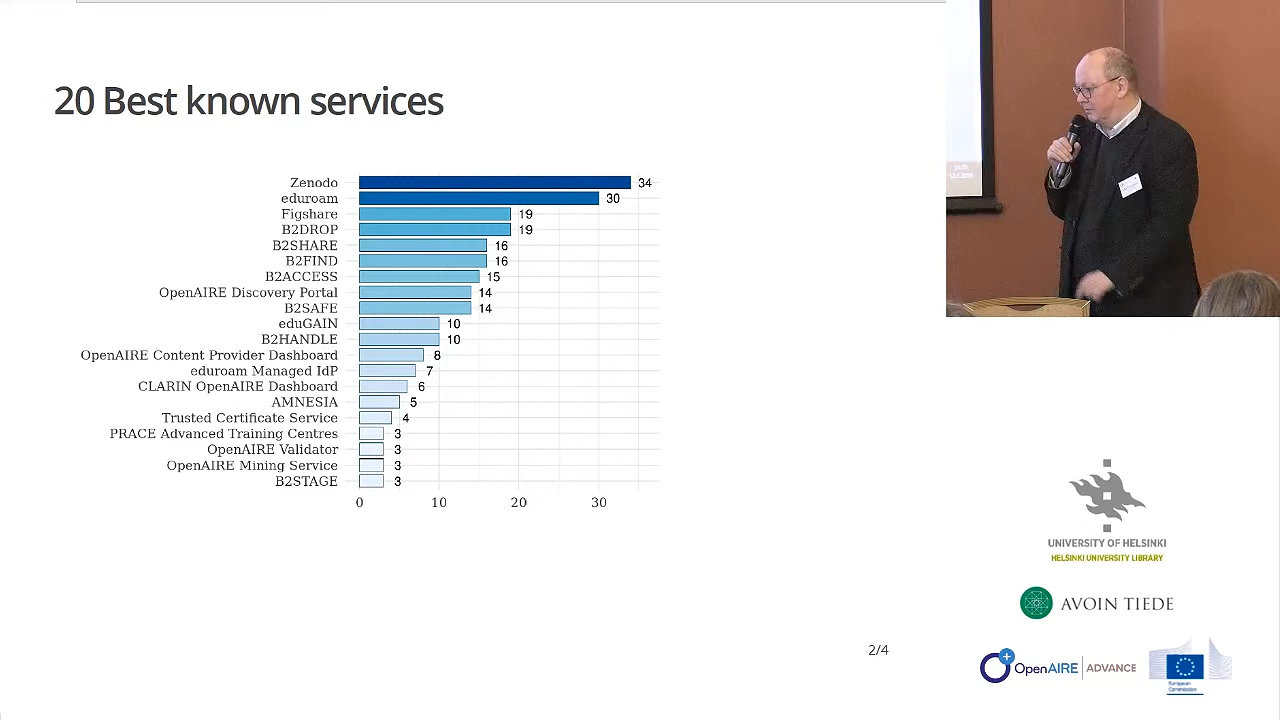 20 Best known services
Zenodo 34
eduroam 30
Figshare 19
B2DROP 19
B2SHARE 16
B2FIND 16
B2ACCESS 15
OpenAIRE Discovery Portal 14
B2SAFE 14
eduGAIN 10
B2HANDLE 10
OpenAIRE Content Provider Dashboard 8
eduroam Managed IdP 7
CLARIN OpenAIRE Dashboard 6
AMNESIA 5
Trusted Certificate Service 4
PRACE Advanced Training Centres 3
OpenAIRE Validator 3
OpenAIRE Mining Service 3
B2STAGE 3
0 10 20 30
UNIVERSITY OF HELSINKI
HELSINKI UNIVERSITY LIBRARY
AVOIN TIEDE
2/4
OpenAIRE ADVANCE
European
Commission